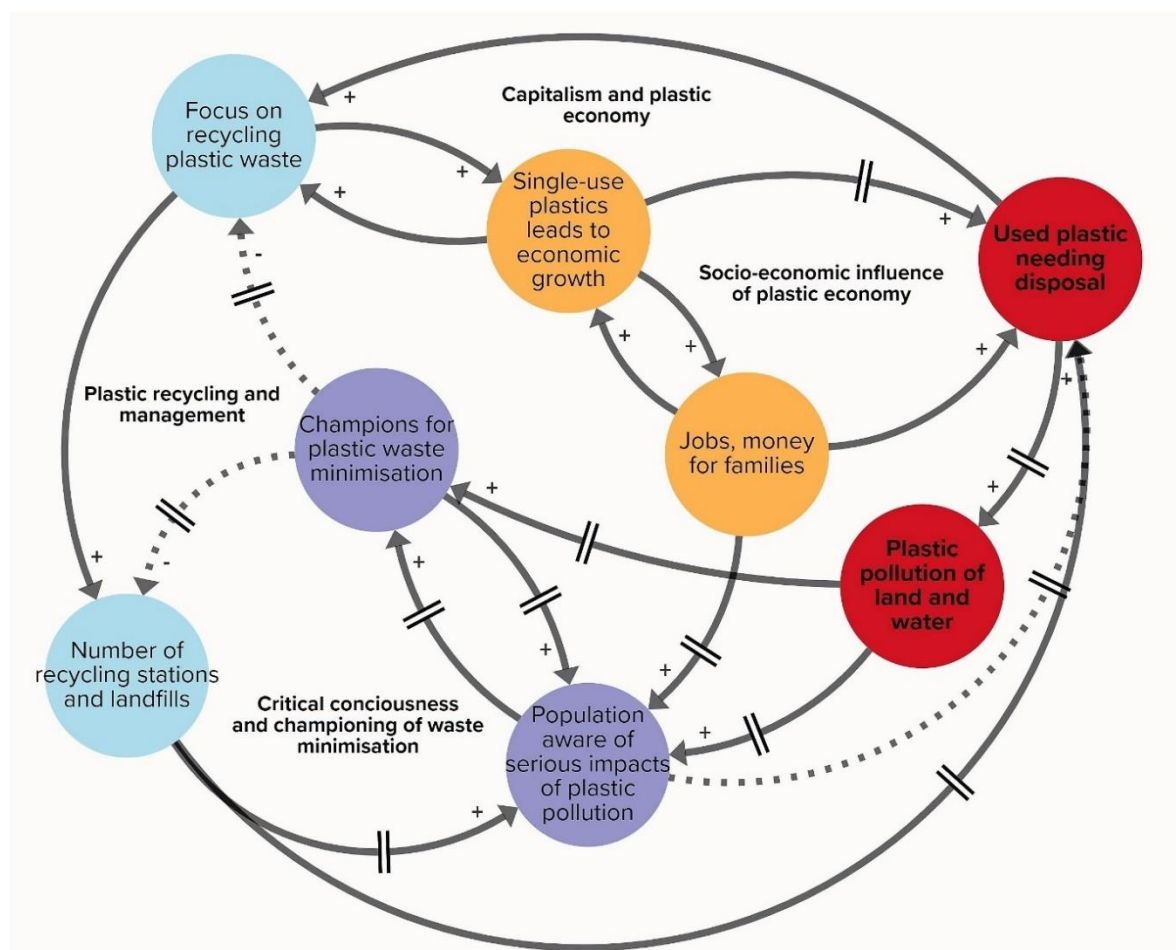 Capitalism and plastic
economy
Focus on
recycling
plastic waste
+
+
+
-
Single-use
plastics
leads to
economic
growth
+
Used plastic
needing
disposal
Socio-economic influence
of plastic economy
+
+
+
Plastic recycling and
management
Champions for
plastic waste
minimisation
Jobs, money
for families
+
-
+
+
+
-
+
Plastic
pollution of
land and
water
Number of
recycling stations
and landfills
+
+
+
+
+
Critical conciousness
and championing of waste
minimisation
Population
aware of
serious impacts
of plastic
pollution